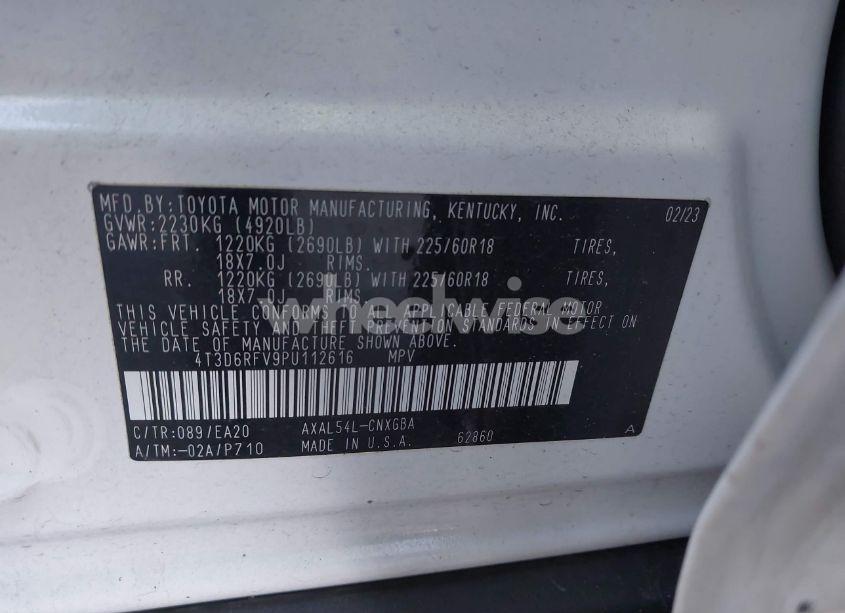 MFD. BY: TOYOTA MOTOR MANUFACTURING, KENTUCKY, INC. 02/23
GVWR: 2230KG (4920LB)
GAWR: FRT. 1220KG (2690LB) WITH 225/60R18 TIRES,
18X7.0J RIMS.
RR. 1220KG (2690LB) WITH 225/60R18 TIRES,
18X7.0J RIMS.
THIS VEHICLE CONFORMS TO ALL APPLICABLE FEDERAL MOTOR
VEHICLE SAFETY AND THEFT PREVENTION STANDARDS IN EFFECT ON
THE DATE OF MANUFACTURE SHOWN ABOVE.
4T3D6RFV9PU112616 MPV
C/TR: 089/EA20 AXAL54L-CNXGBA
A/TM: -02A/P710 MADE IN U.S.A. 62860 A
wheelwise